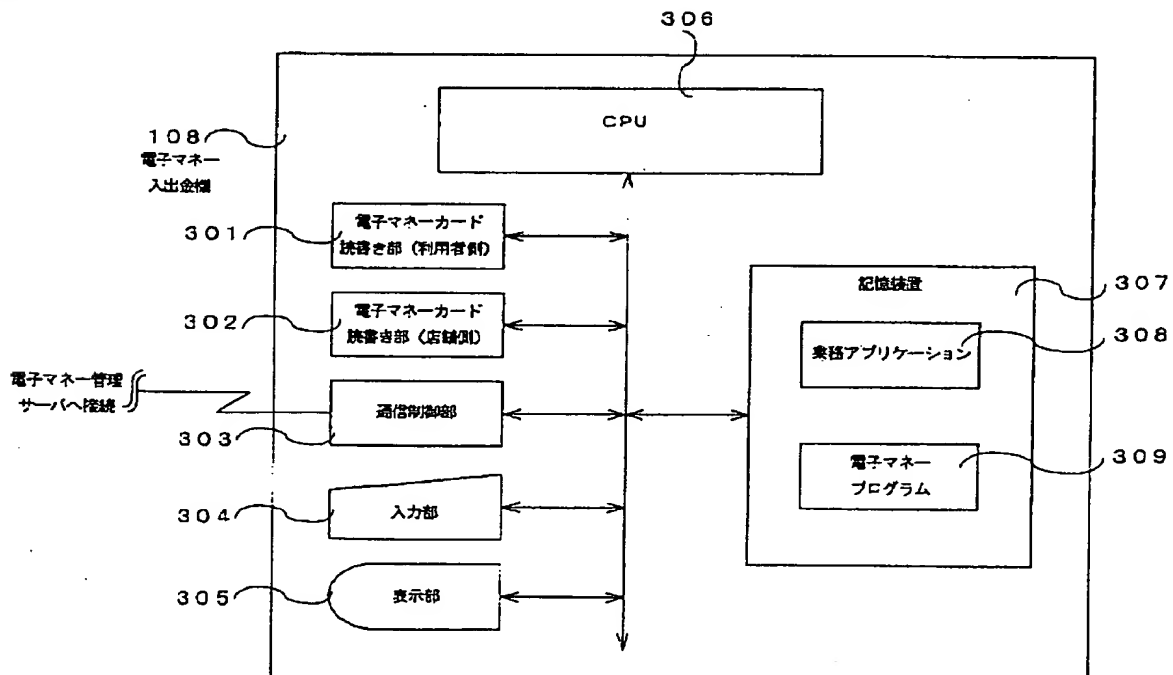 306
CPU
108
電子マネー
入出金機
301
電子マネーカード
読書き部（利用者側）
302
電子マネーカード
読書き部（店舗側）
電子マネー管理
サーバへ接続
303
通信制御部
304
入力部
305
表示部
記憶装置
307
業務アプリケーション
308
電子マネー
プログラム
309